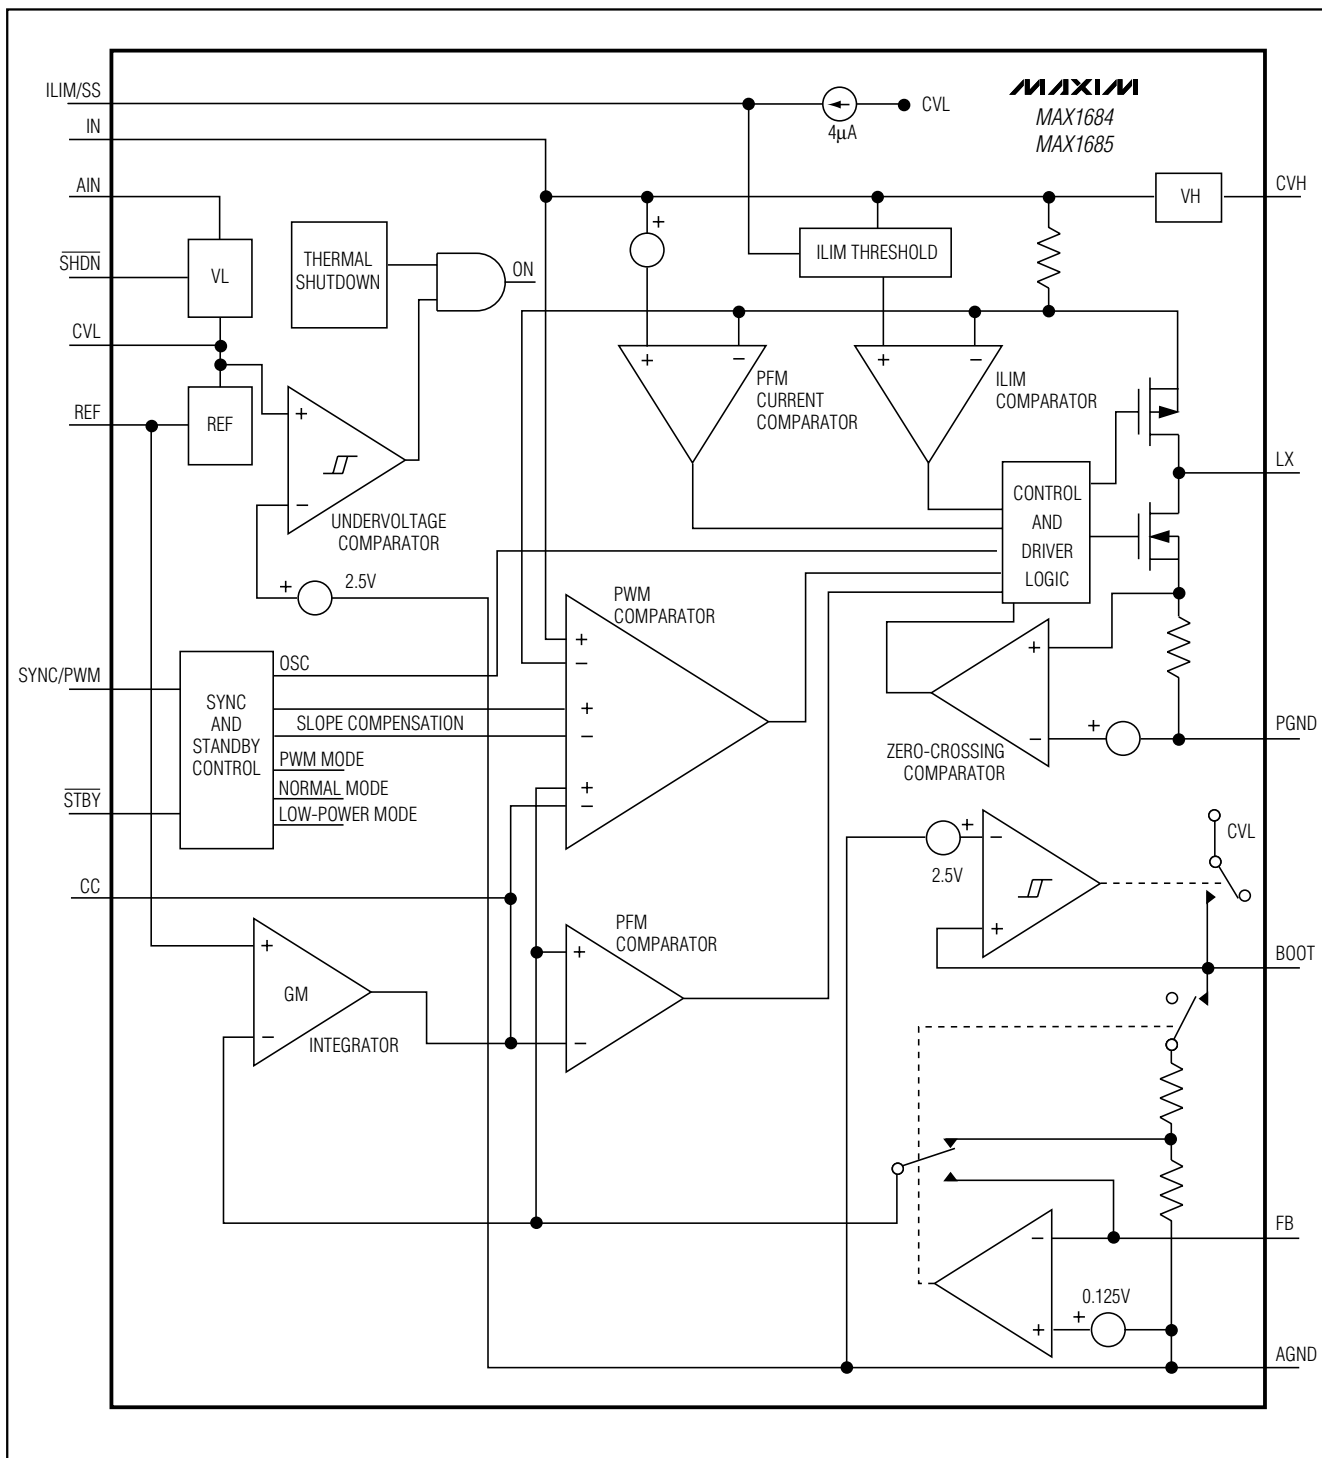 ILIM/SS
CVL
4µA
MAXIM
MAX1684
MAX1685
IN
AIN
VH
CVH
SHDN
VL
THERMAL
SHUTDOWN
ON
+
ILIM THRESHOLD
CVL
REF
REF
+
−
UNDERVOLTAGE
COMPARATOR
+
−
PFM
CURRENT
COMPARATOR
+
−
ILIM
COMPARATOR
LX
CONTROL
AND
DRIVER
LOGIC
+
2.5V
PWM
COMPARATOR
+
−
+
−
+
−
SYNC/PWM
SYNC
AND
STANDBY
CONTROL
OSC
SLOPE COMPENSATION
PWM MODE
NORMAL MODE
LOW-POWER MODE
STBY
+
−
+
ZERO-CROSSING
COMPARATOR
PGND
+
2.5V
−
+
CVL
CC
BOOT
+
−
GM
INTEGRATOR
PFM
COMPARATOR
+
−
FB
−
+
0.125V
+
AGND